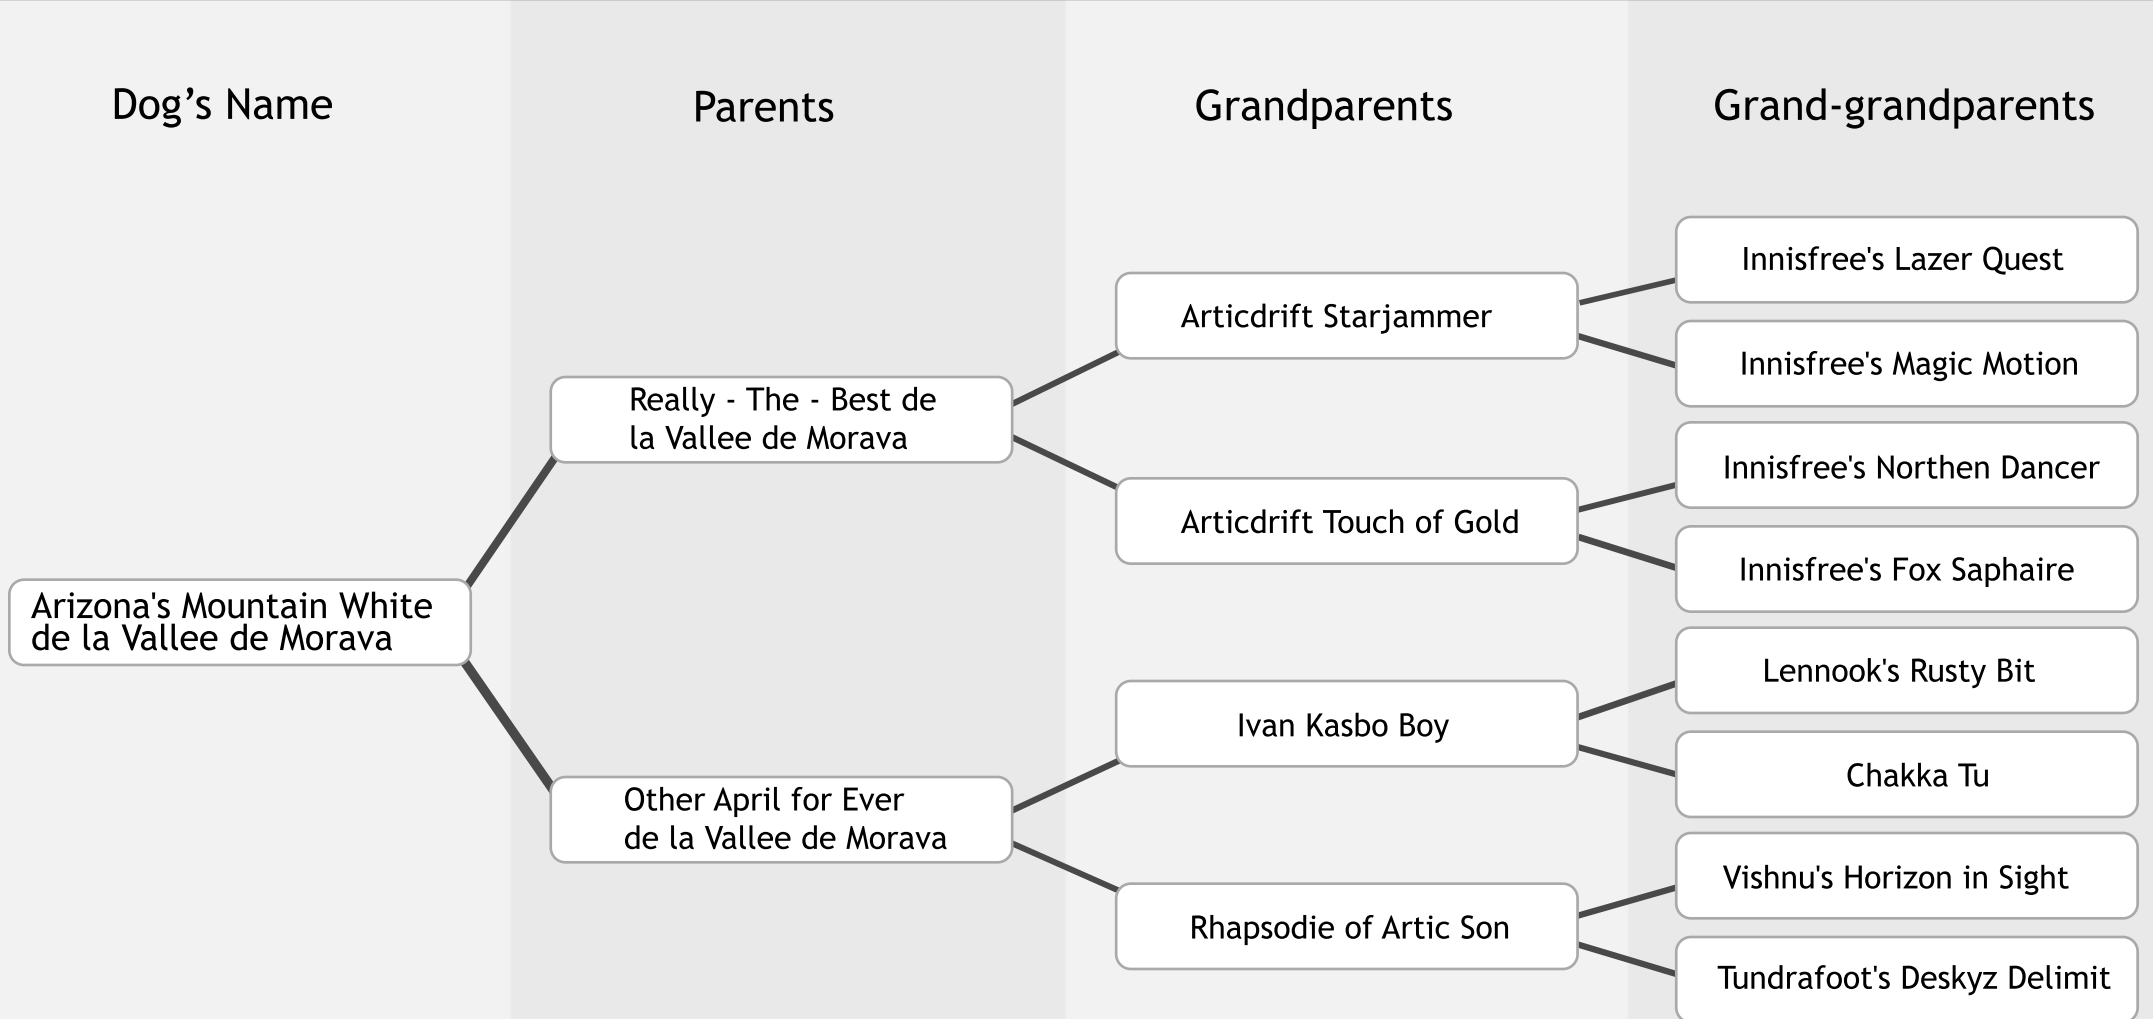 Dog’s Name
Parents
Grandparents
Grand-grandparents
Arizona's Mountain White
de la Vallee de Morava
Really - The - Best de
la Vallee de Morava
Other April for Ever
de la Vallee de Morava
Articdrift Starjammer
Articdrift Touch of Gold
Ivan Kasbo Boy
Rhapsodie of Artic Son
Innisfree's Lazer Quest
Innisfree's Magic Motion
Innisfree's Northen Dancer
Innisfree's Fox Saphaire
Lennook's Rusty Bit
Chakka Tu
Vishnu's Horizon in Sight
Tundrafoot's Deskyz Delimit